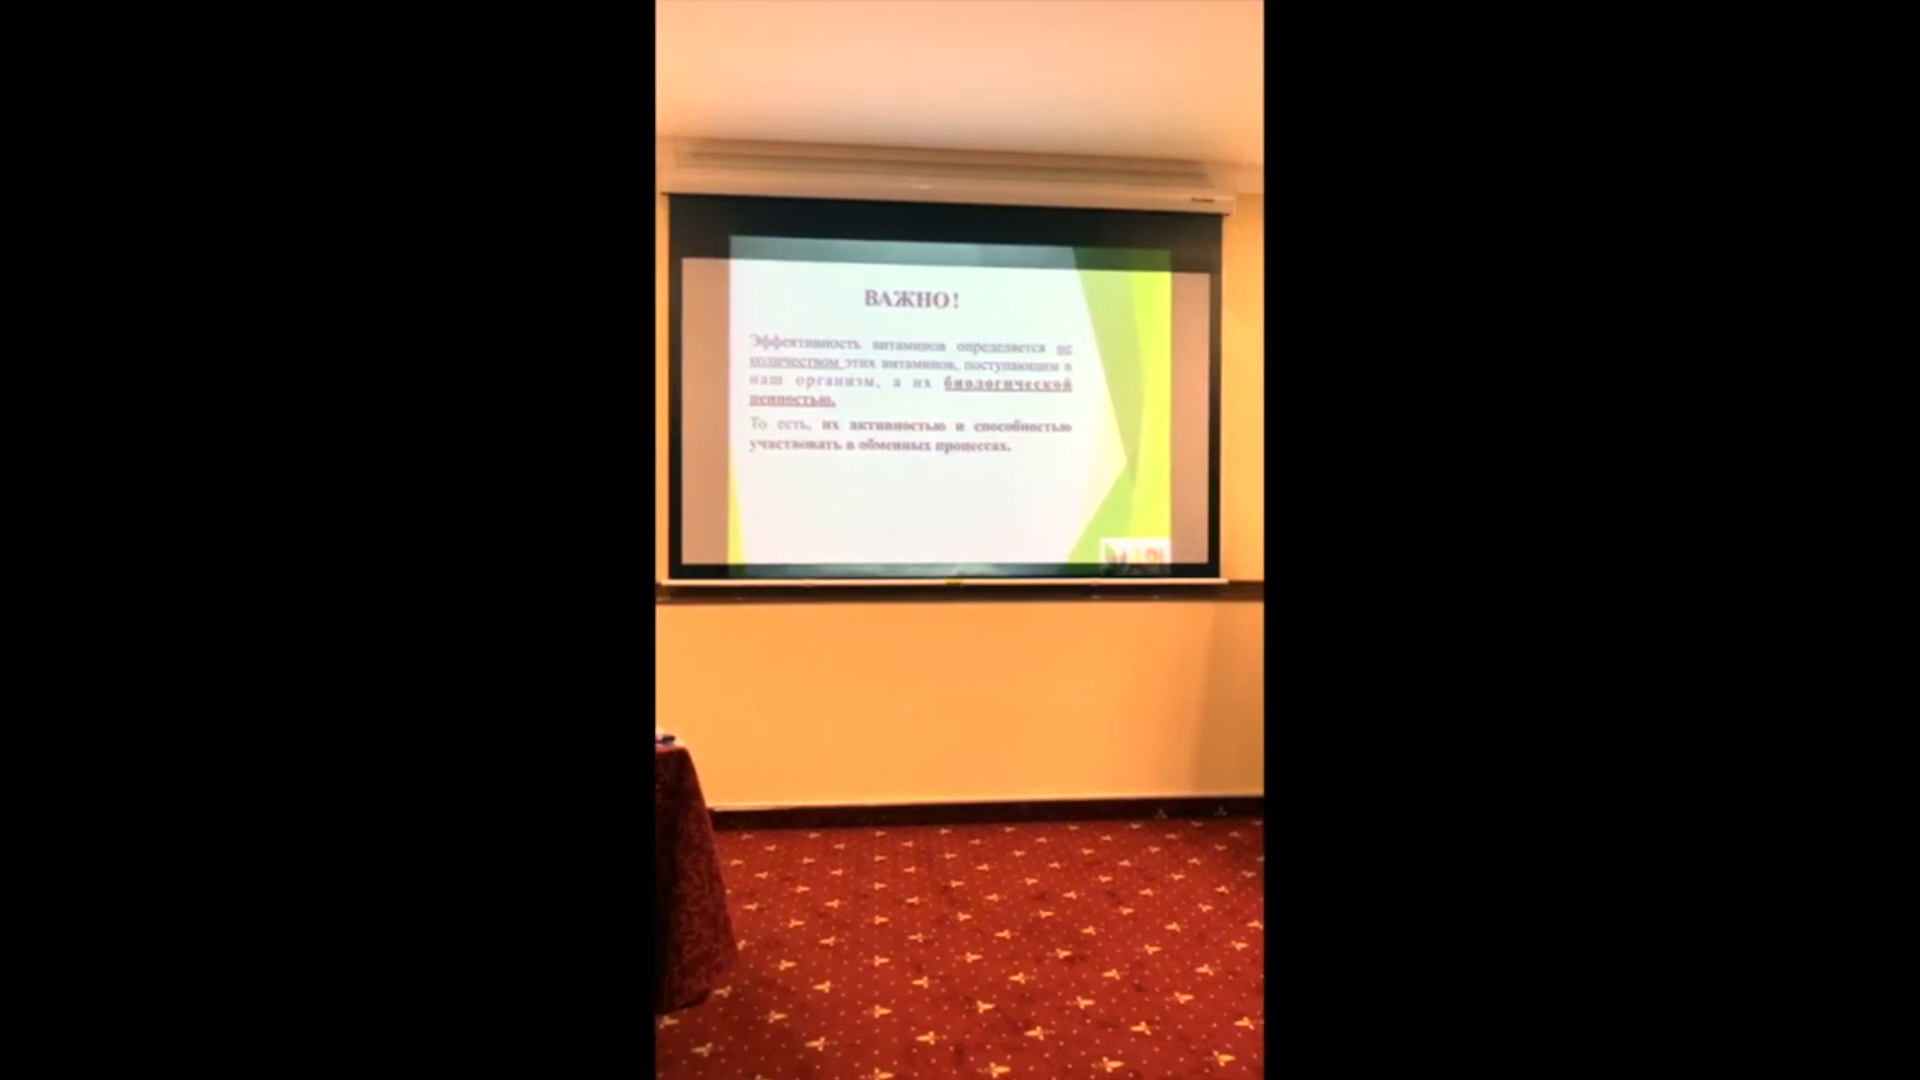 ВАЖНО!
Эффективность витаминов определяется не
количеством этих витаминов, поступающим в
наш организм, а их биологической
ценностью.
То есть, их активностью и способностью
участвовать в обменных процессах.